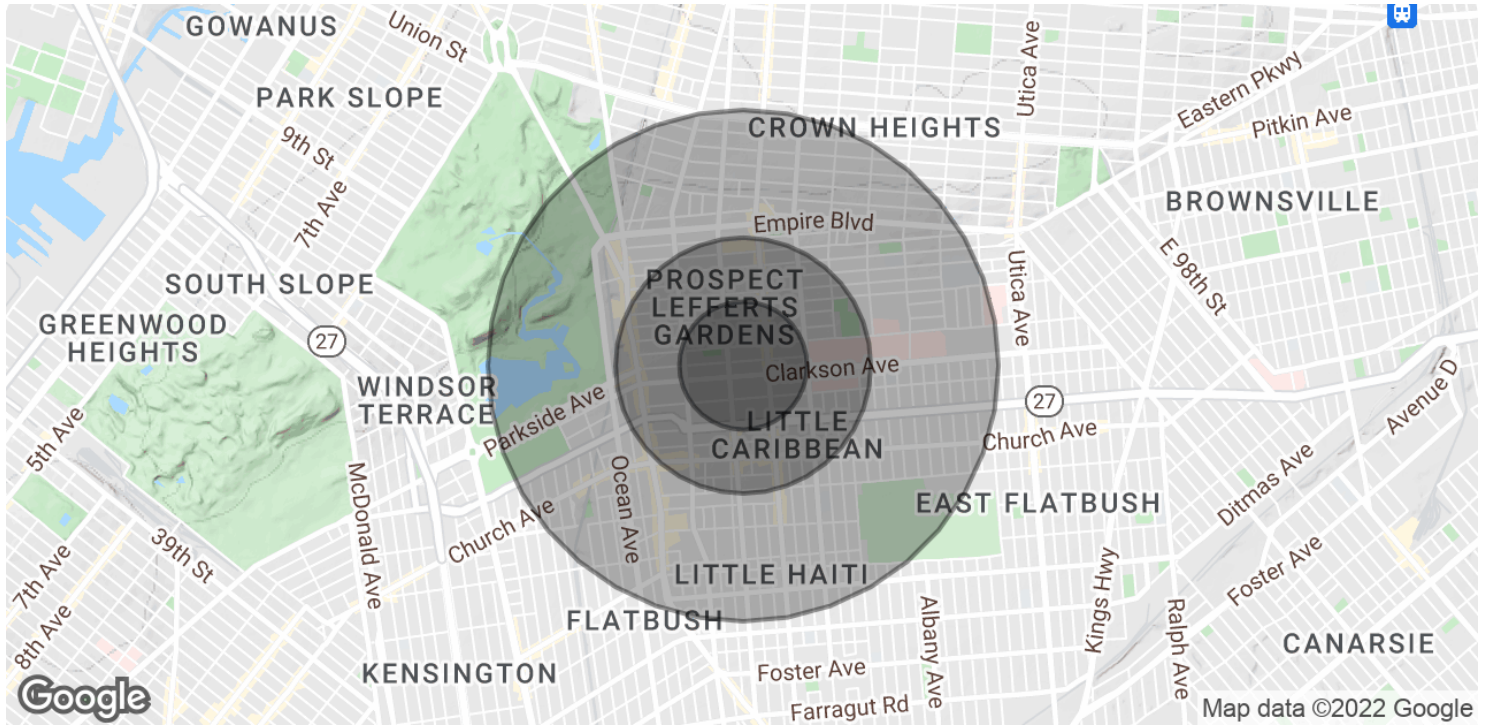 GOWANUS
Union St
Utica Ave
Eastern Pkwy
PARK SLOPE
CROWN HEIGHTS
Pitkin Ave
9th St
7th Ave
BROWNSVILLE
Empire Blvd
E 98th St
SOUTH SLOPE
PROSPECT
LEFFERTS
GARDENS
Utica Ave
GREENWOOD
HEIGHTS
27
Clarkson Ave
WINDSOR
TERRACE
27
Avenue D
5th Ave
Parkside Ave
LITTLE
CARIBBEAN
Church Ave
McDonald Ave
Ocean Ave
Church Ave
EAST FLATBUSH
Ditmas Ave
39th St
7th Ave
LITTLE HAITI
Foster Ave
8th Ave
FLATBUSH
Albany Ave
Kings Hwy
Ralph Ave
CANARSIE
KENSINGTON
Foster Ave
Farragut Rd
Google
Map data ©2022 Google